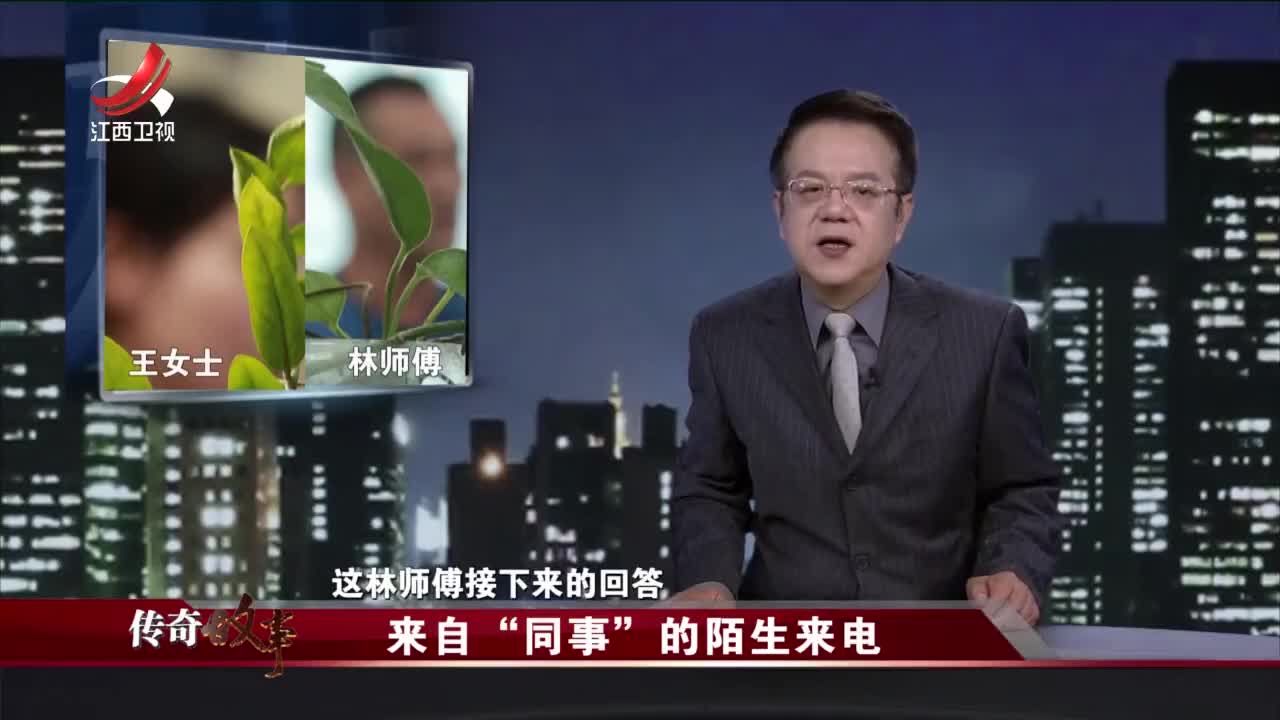 江西卫视
王女士
林师傅
这林师傅接下来的回答
传奇故事
来自“同事”的陌生来电